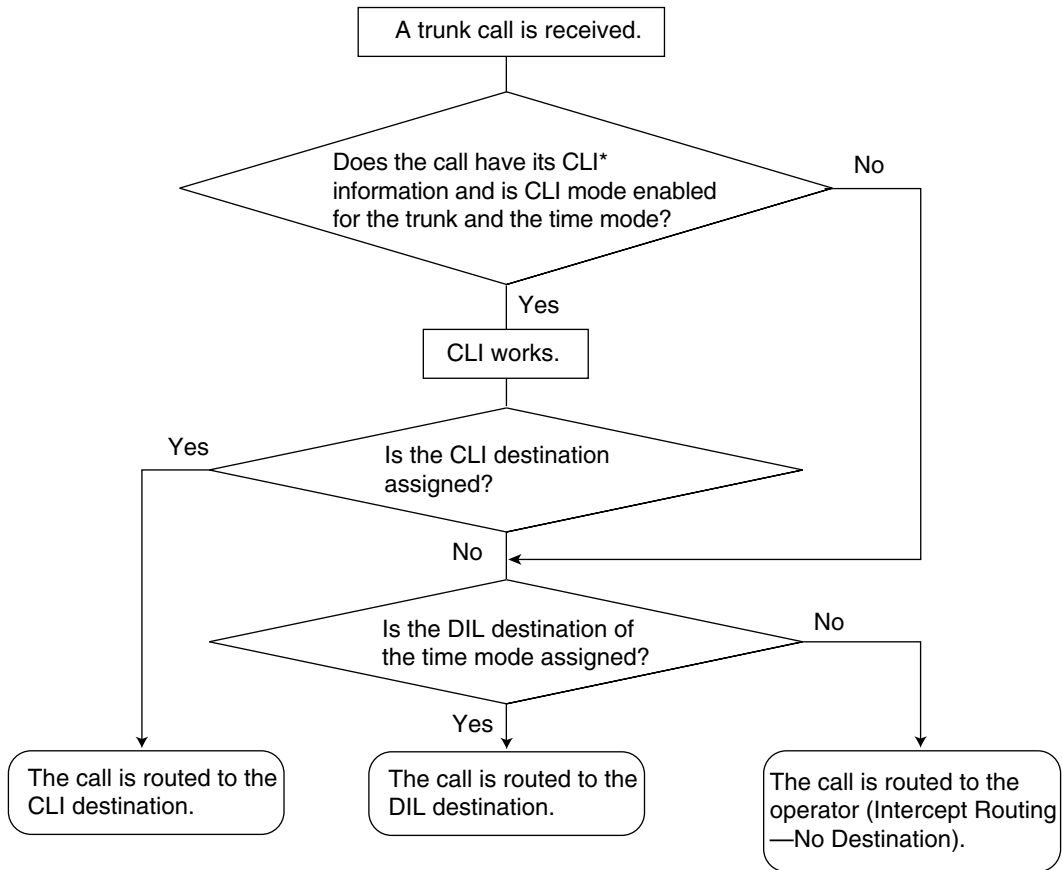 A trunk call is received.
Does the call have its CLI*
information and is CLI mode enabled
for the trunk and the time mode?
No
Yes
CLI works.
Yes
Is the CLI destination
assigned?
No
Is the DIL destination of
the time mode assigned?
No
Yes
The call is routed to the
CLI destination.
The call is routed to the
DIL destination.
The call is routed to the
operator (Intercept Routing
—No Destination).